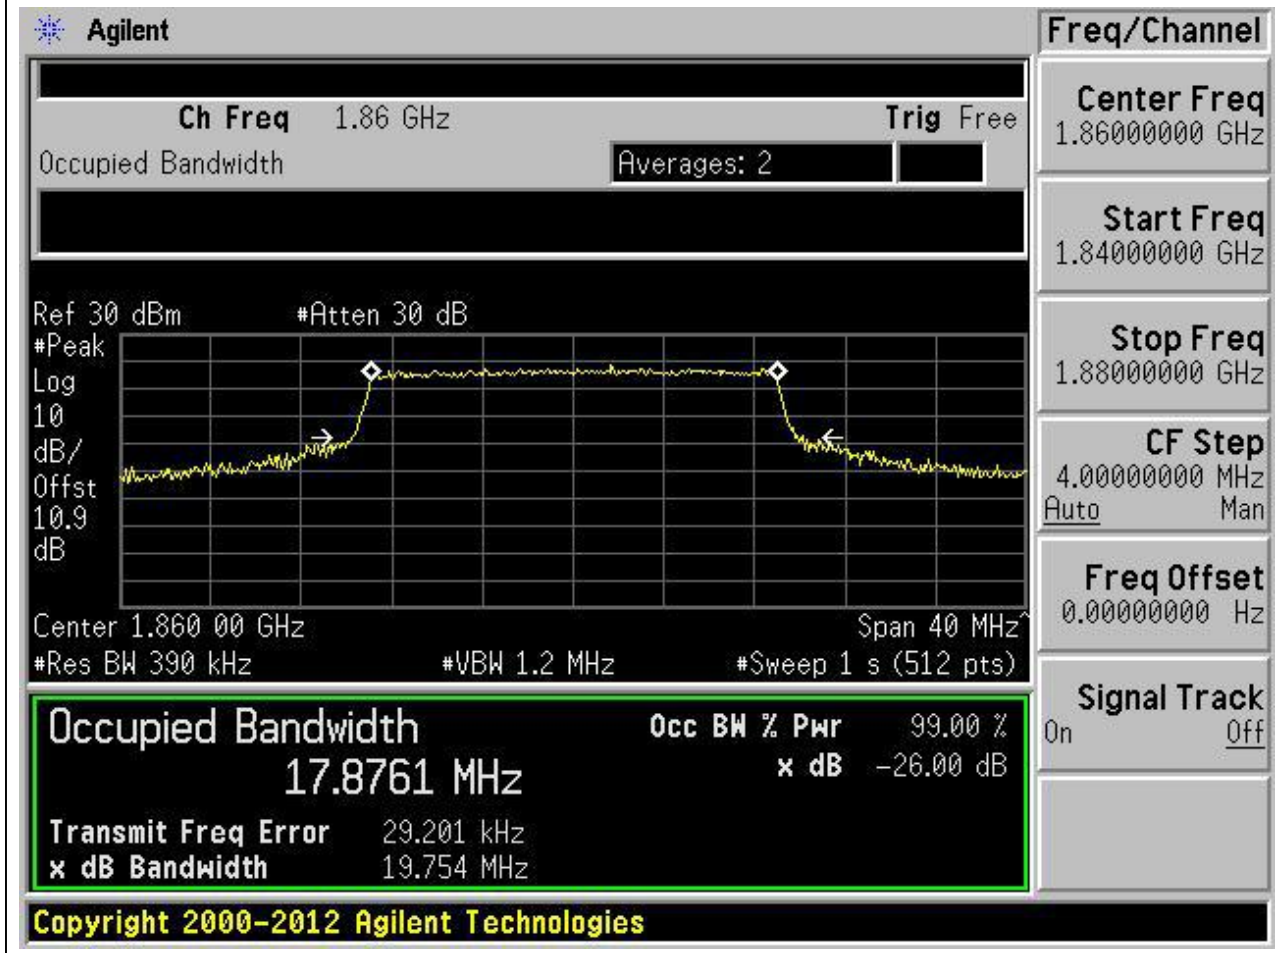 Agilent
Freq/Channel
Ch Freq 1.86 GHz Trig Free
Occupied Bandwidth Averages: 2
Center Freq
1.86000000 GHz
Start Freq
1.84000000 GHz
Stop Freq
1.88000000 GHz
CF Step
4.00000000 MHz
Auto Man
Freq Offset
0.00000000 Hz
Signal Track
On Off
Ref 30 dBm #Atten 30 dB
#Peak
Log
10
dB/
Offst
10.9
dB
Center 1.860 00 GHz Span 40 MHz^
#Res BW 390 kHz #VBW 1.2 MHz #Sweep 1 s (512 pts)
Occupied Bandwidth Occ BW % Pwr 99.00 %
17.8761 MHz x dB -26.00 dB
Transmit Freq Error 29.201 kHz
x dB Bandwidth 19.754 MHz
Copyright 2000-2012 Agilent Technologies